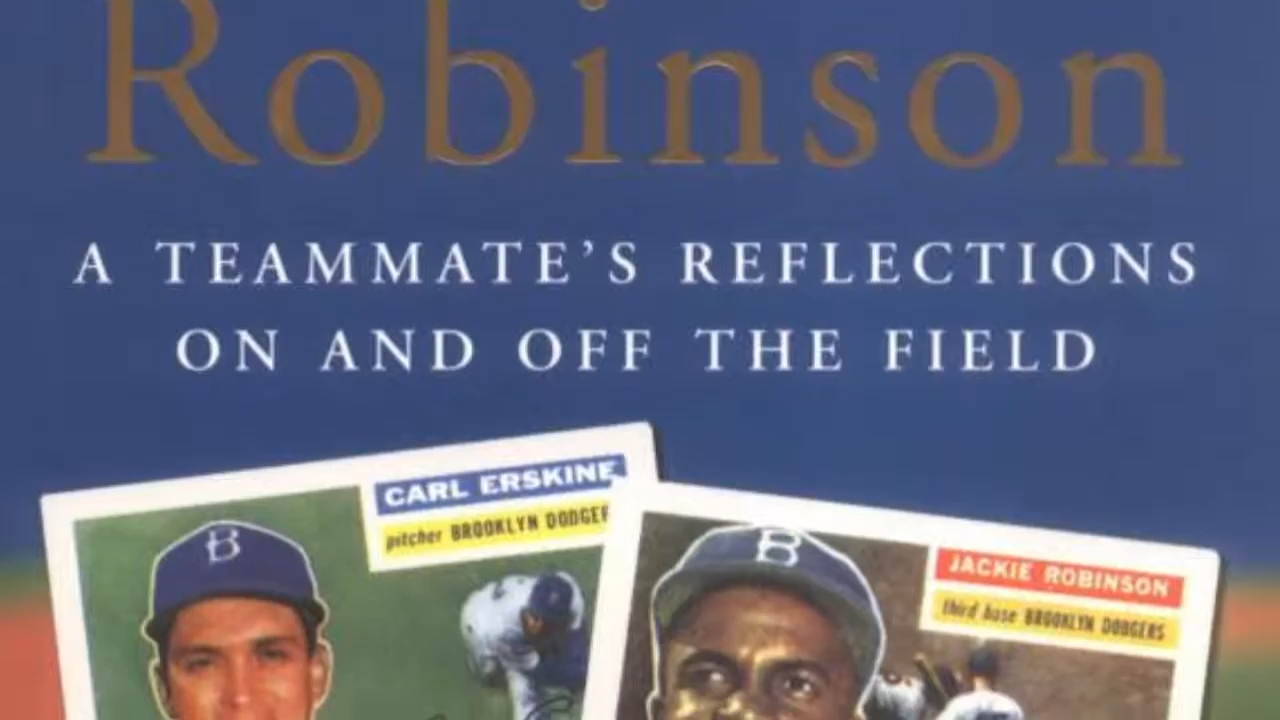 Robinson
A TEAMMATE'S REFLECTIONS
ON AND OFF THE FIELD
CARL ERSKINE
pitcher BROOKLYN DODGER
JACKIE ROBINSON
third base BROOKLYN DODGERS
B
B